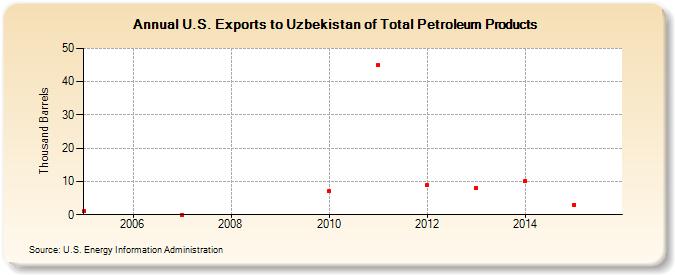 Annual U.S. Exports to Uzbekistan of Total Petroleum Products
Thousand Barrels
50
40
30
20
10
0
2006 2008 2010 2012 2014
Source: U.S. Energy Information Administration